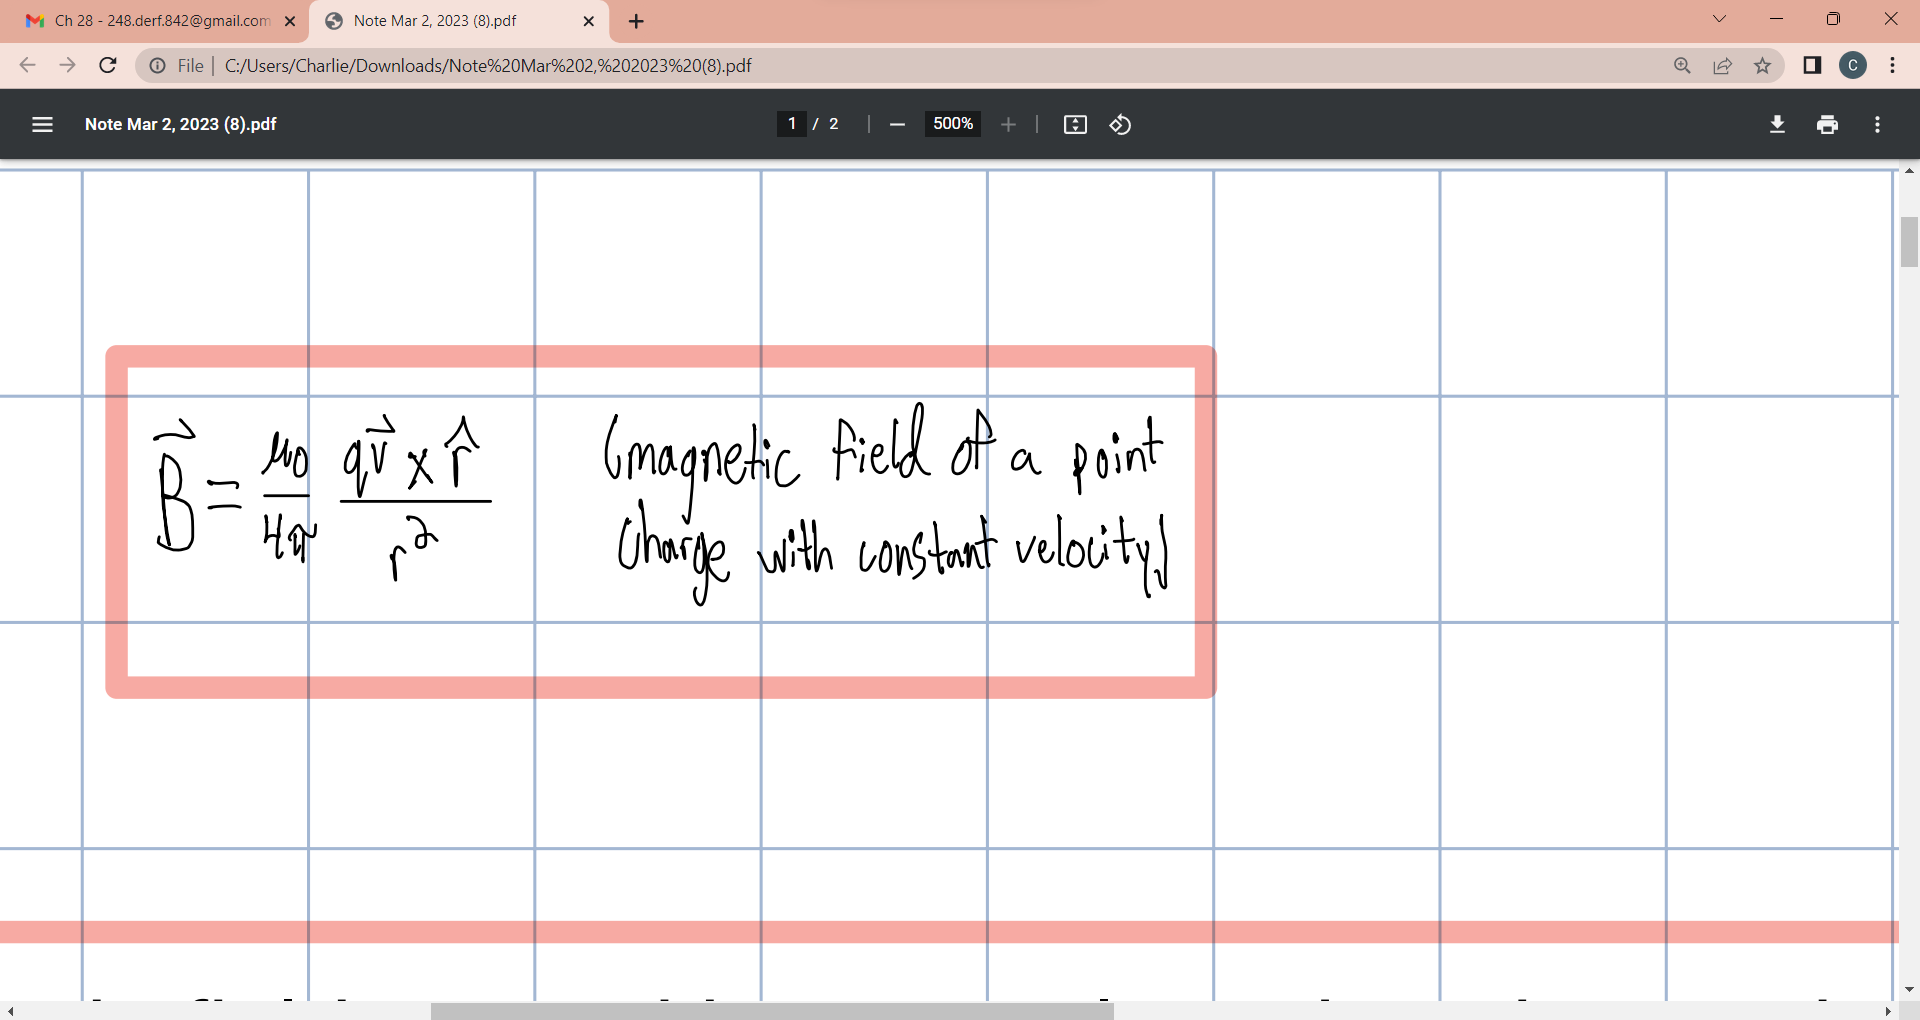 Ch 28 - 248.derf.842@gmail.com
Note Mar 2, 2023 (8).pdf
File | C:/Users/Charlie/Downloads/Note%20Mar%202,%202023%20(8).pdf
C
Note Mar 2, 2023 (8).pdf
1 / 2
500%
B⃗ = μ0/4π qv⃗ x r̂/r²
(magnetic field of a point
charge with constant velocity)